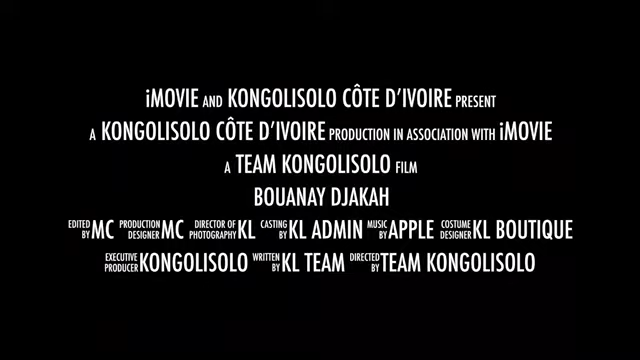 iMOVIE AND KONGOLISOLO CÔTE D'IVOIRE PRESENT
A KONGOLISOLO CÔTE D'IVOIRE PRODUCTION IN ASSOCIATION WITH iMOVIE
A TEAM KONGOLISOLO FILM
BOUANAY DJAKAH
EDITED BY MC PRODUCTION DESIGNER MC DIRECTOR OF PHOTOGRAPHY KL CASTING BY KL ADMIN MUSIC BY APPLE COSTUME DESIGNER KL BOUTIQUE
EXECUTIVE PRODUCER KONGOLISOLO WRITTEN BY KL TEAM DIRECTED BY TEAM KONGOLISOLO